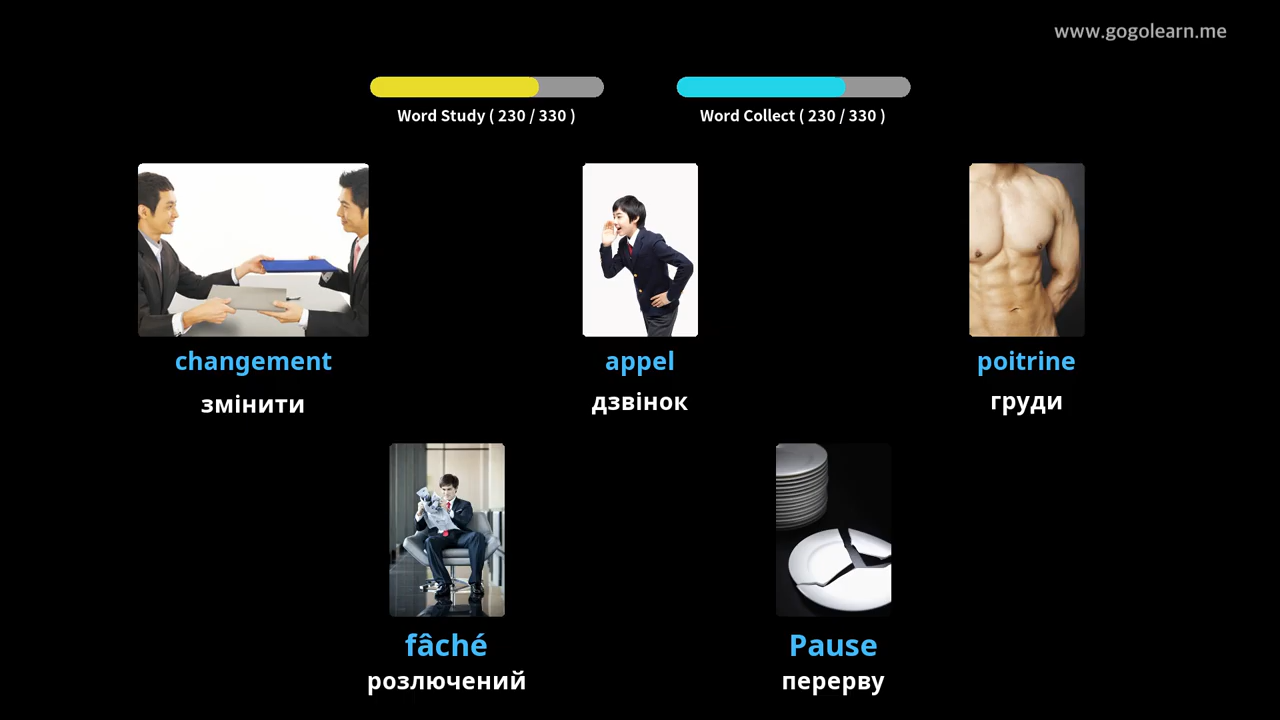 www.gogolearn.me
Word Study ( 230 / 330 )
Word Collect ( 230 / 330 )
changement
appel
poitrine
змінити
дзвінок
груди
fâché
Pause
розлючений
перерву